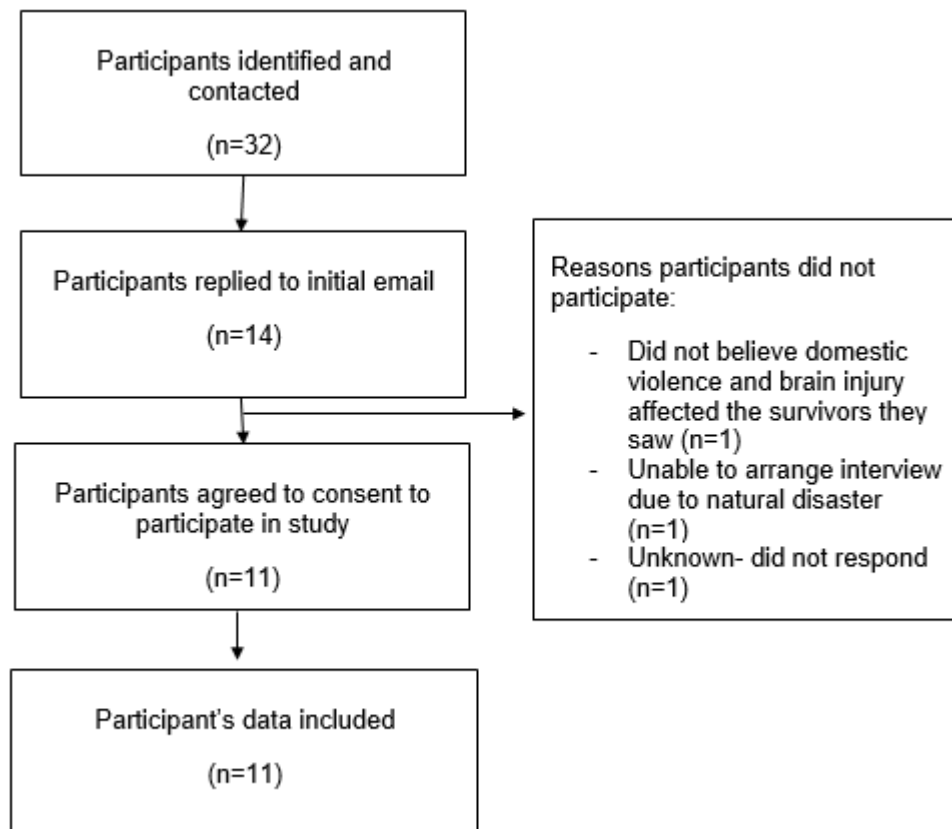 Participants identified and
contacted
(n=32)
Participants replied to initial email
(n=14)
Reasons participants did not
participate:
- Did not believe domestic
violence and brain injury
affected the survivors they
saw (n=1)
- Unable to arrange interview
due to natural disaster
(n=1)
- Unknown- did not respond
(n=1)
Participants agreed to consent to
participate in study
(n=11)
Participant’s data included
(n=11)